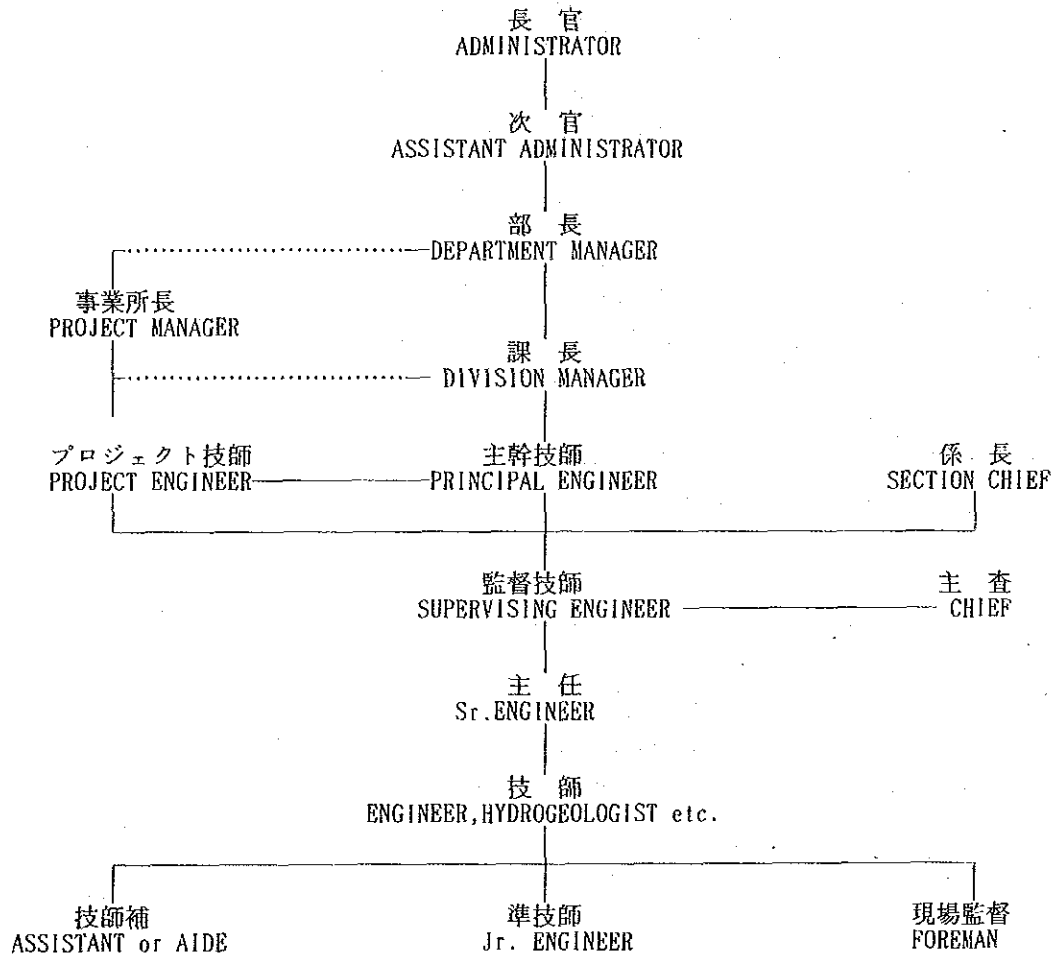 長 官
ADMINISTRATOR
次 官
ASSISTANT ADMINISTRATOR
部 長
DEPARTMENT MANAGER
事業所長
PROJECT MANAGER
課 長
DIVISION MANAGER
プロジェクト技師
PROJECT ENGINEER
主幹技師
PRINCIPAL ENGINEER
係 長
SECTION CHIEF
監督技師
SUPERVISING ENGINEER
主 査
CHIEF
主 任
Sr.ENGINEER
技 師
ENGINEER,HYDROGEOLOGIST etc.
技師補
ASSISTANT or AIDE
準技師
Jr. ENGINEER
現場監督
FOREMAN